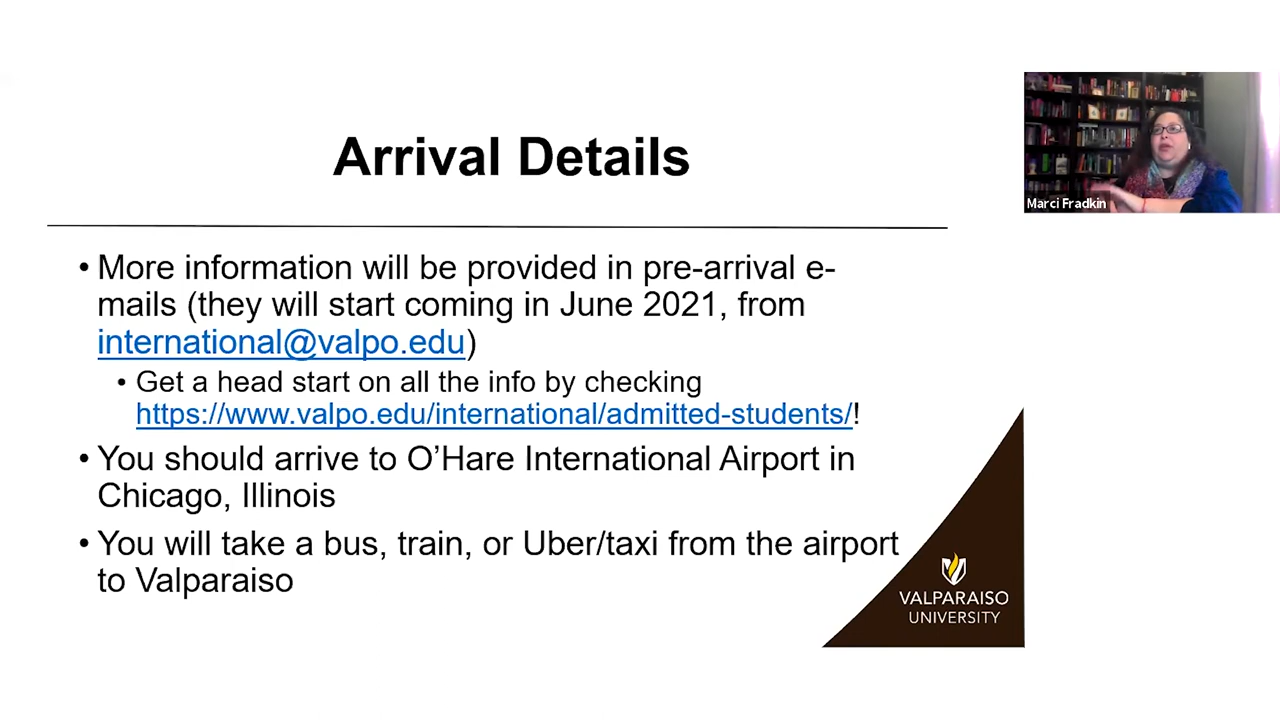 Arrival Details
Marci Fradkin
• More information will be provided in pre-arrival e-
mails (they will start coming in June 2021, from
international@valpo.edu)
• Get a head start on all the info by checking
https://www.valpo.edu/international/admitted-students/!
• You should arrive to O’Hare International Airport in
Chicago, Illinois
• You will take a bus, train, or Uber/taxi from the airport
to Valparaiso
VALPARAISO
UNIVERSITY